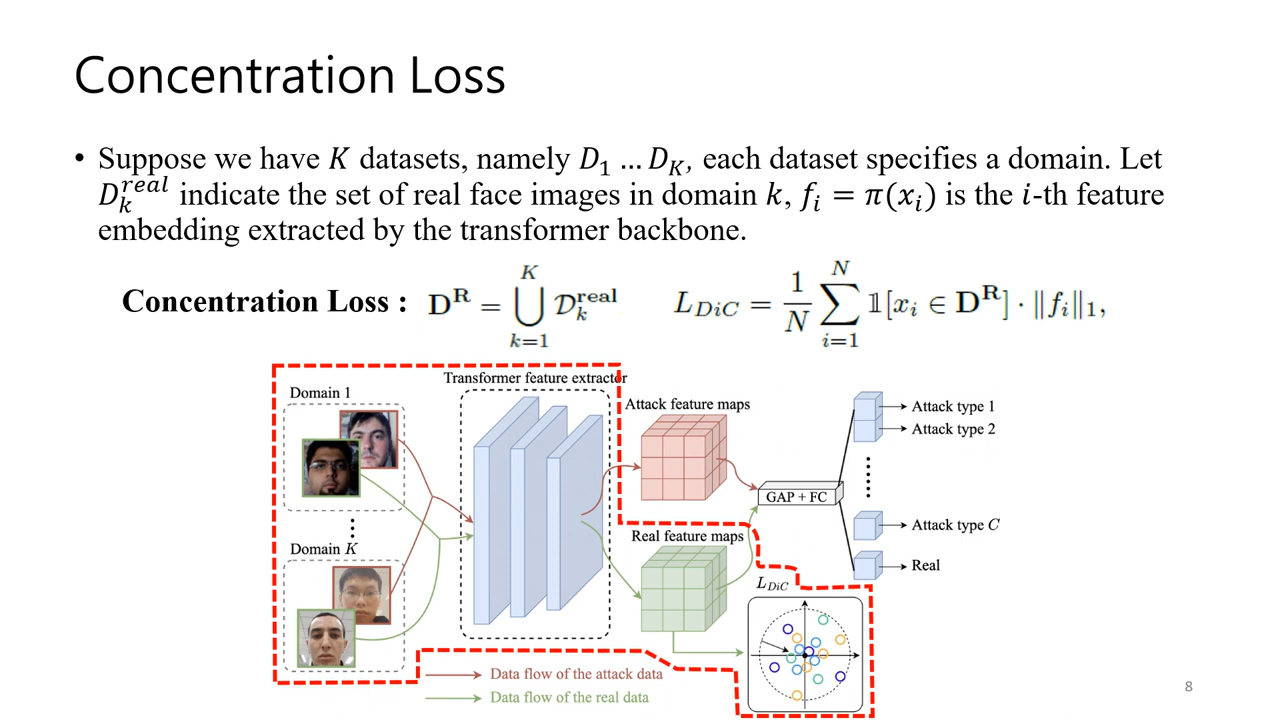 Concentration Loss
• Suppose we have K datasets, namely D₁ … D_K, each dataset specifies a domain. Let
D_k^real indicate the set of real face images in domain k, f_i = π(x_i) is the i-th feature
embedding extracted by the transformer backbone.
Concentration Loss : D^R = ⋃_{k=1}^{K} 𝒟_k^real    L_DiC = 1/N ∑_{i=1}^{N} 𝟙[x_i ∈ D^R] · ‖f_i‖₁,
Transformer feature extractor
Domain 1
Attack feature maps
Attack type 1
Attack type 2
GAP + FC
Attack type C
Domain K
Real feature maps
Real
L_DiC
Data flow of the attack data
Data flow of the real data
8